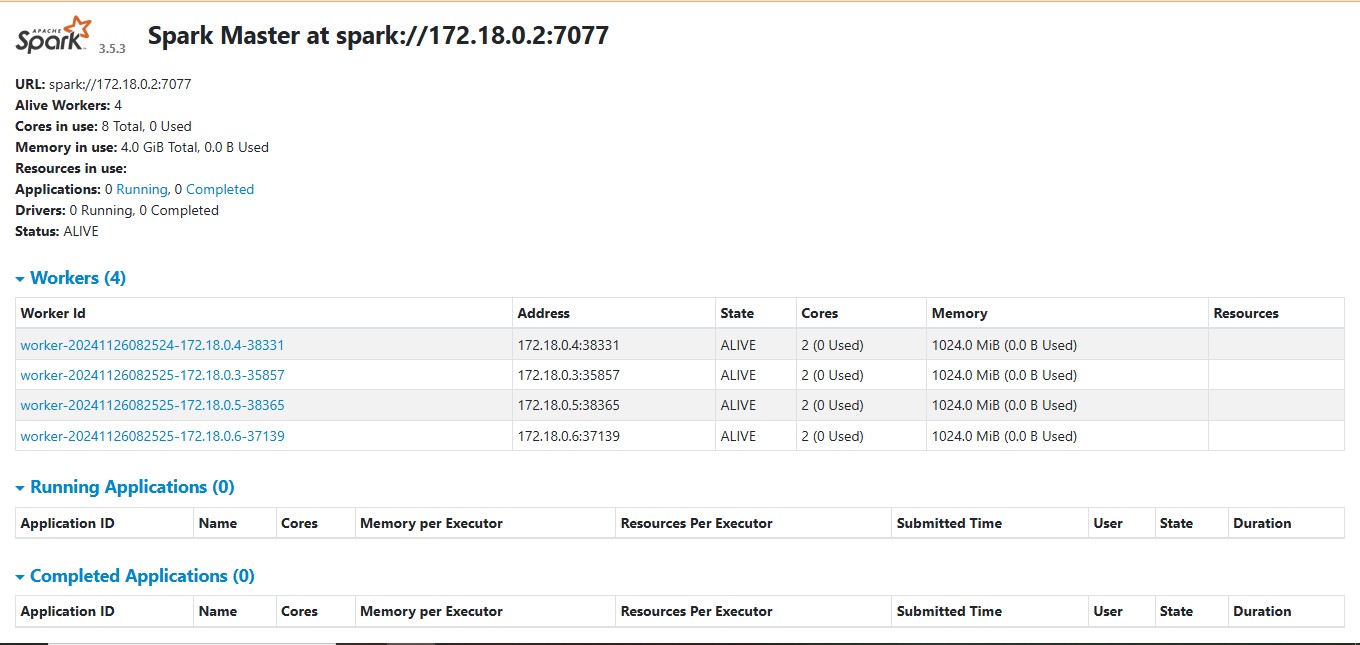 APACHE
Spark 3.5.3 Spark Master at spark://172.18.0.2:7077
URL: spark://172.18.0.2:7077
Alive Workers: 4
Cores in use: 8 Total, 0 Used
Memory in use: 4.0 GiB Total, 0.0 B Used
Resources in use:
Applications: 0 Running, 0 Completed
Drivers: 0 Running, 0 Completed
Status: ALIVE
Workers (4)
Worker Id Address State Cores Memory Resources
worker-20241126082524-172.18.0.4-38331 172.18.0.4:38331 ALIVE 2 (0 Used) 1024.0 MiB (0.0 B Used)
worker-20241126082525-172.18.0.3-35857 172.18.0.3:35857 ALIVE 2 (0 Used) 1024.0 MiB (0.0 B Used)
worker-20241126082525-172.18.0.5-38365 172.18.0.5:38365 ALIVE 2 (0 Used) 1024.0 MiB (0.0 B Used)
worker-20241126082525-172.18.0.6-37139 172.18.0.6:37139 ALIVE 2 (0 Used) 1024.0 MiB (0.0 B Used)
Running Applications (0)
Application ID Name Cores Memory per Executor Resources Per Executor Submitted Time User State Duration
Completed Applications (0)
Application ID Name Cores Memory per Executor Resources Per Executor Submitted Time User State Duration